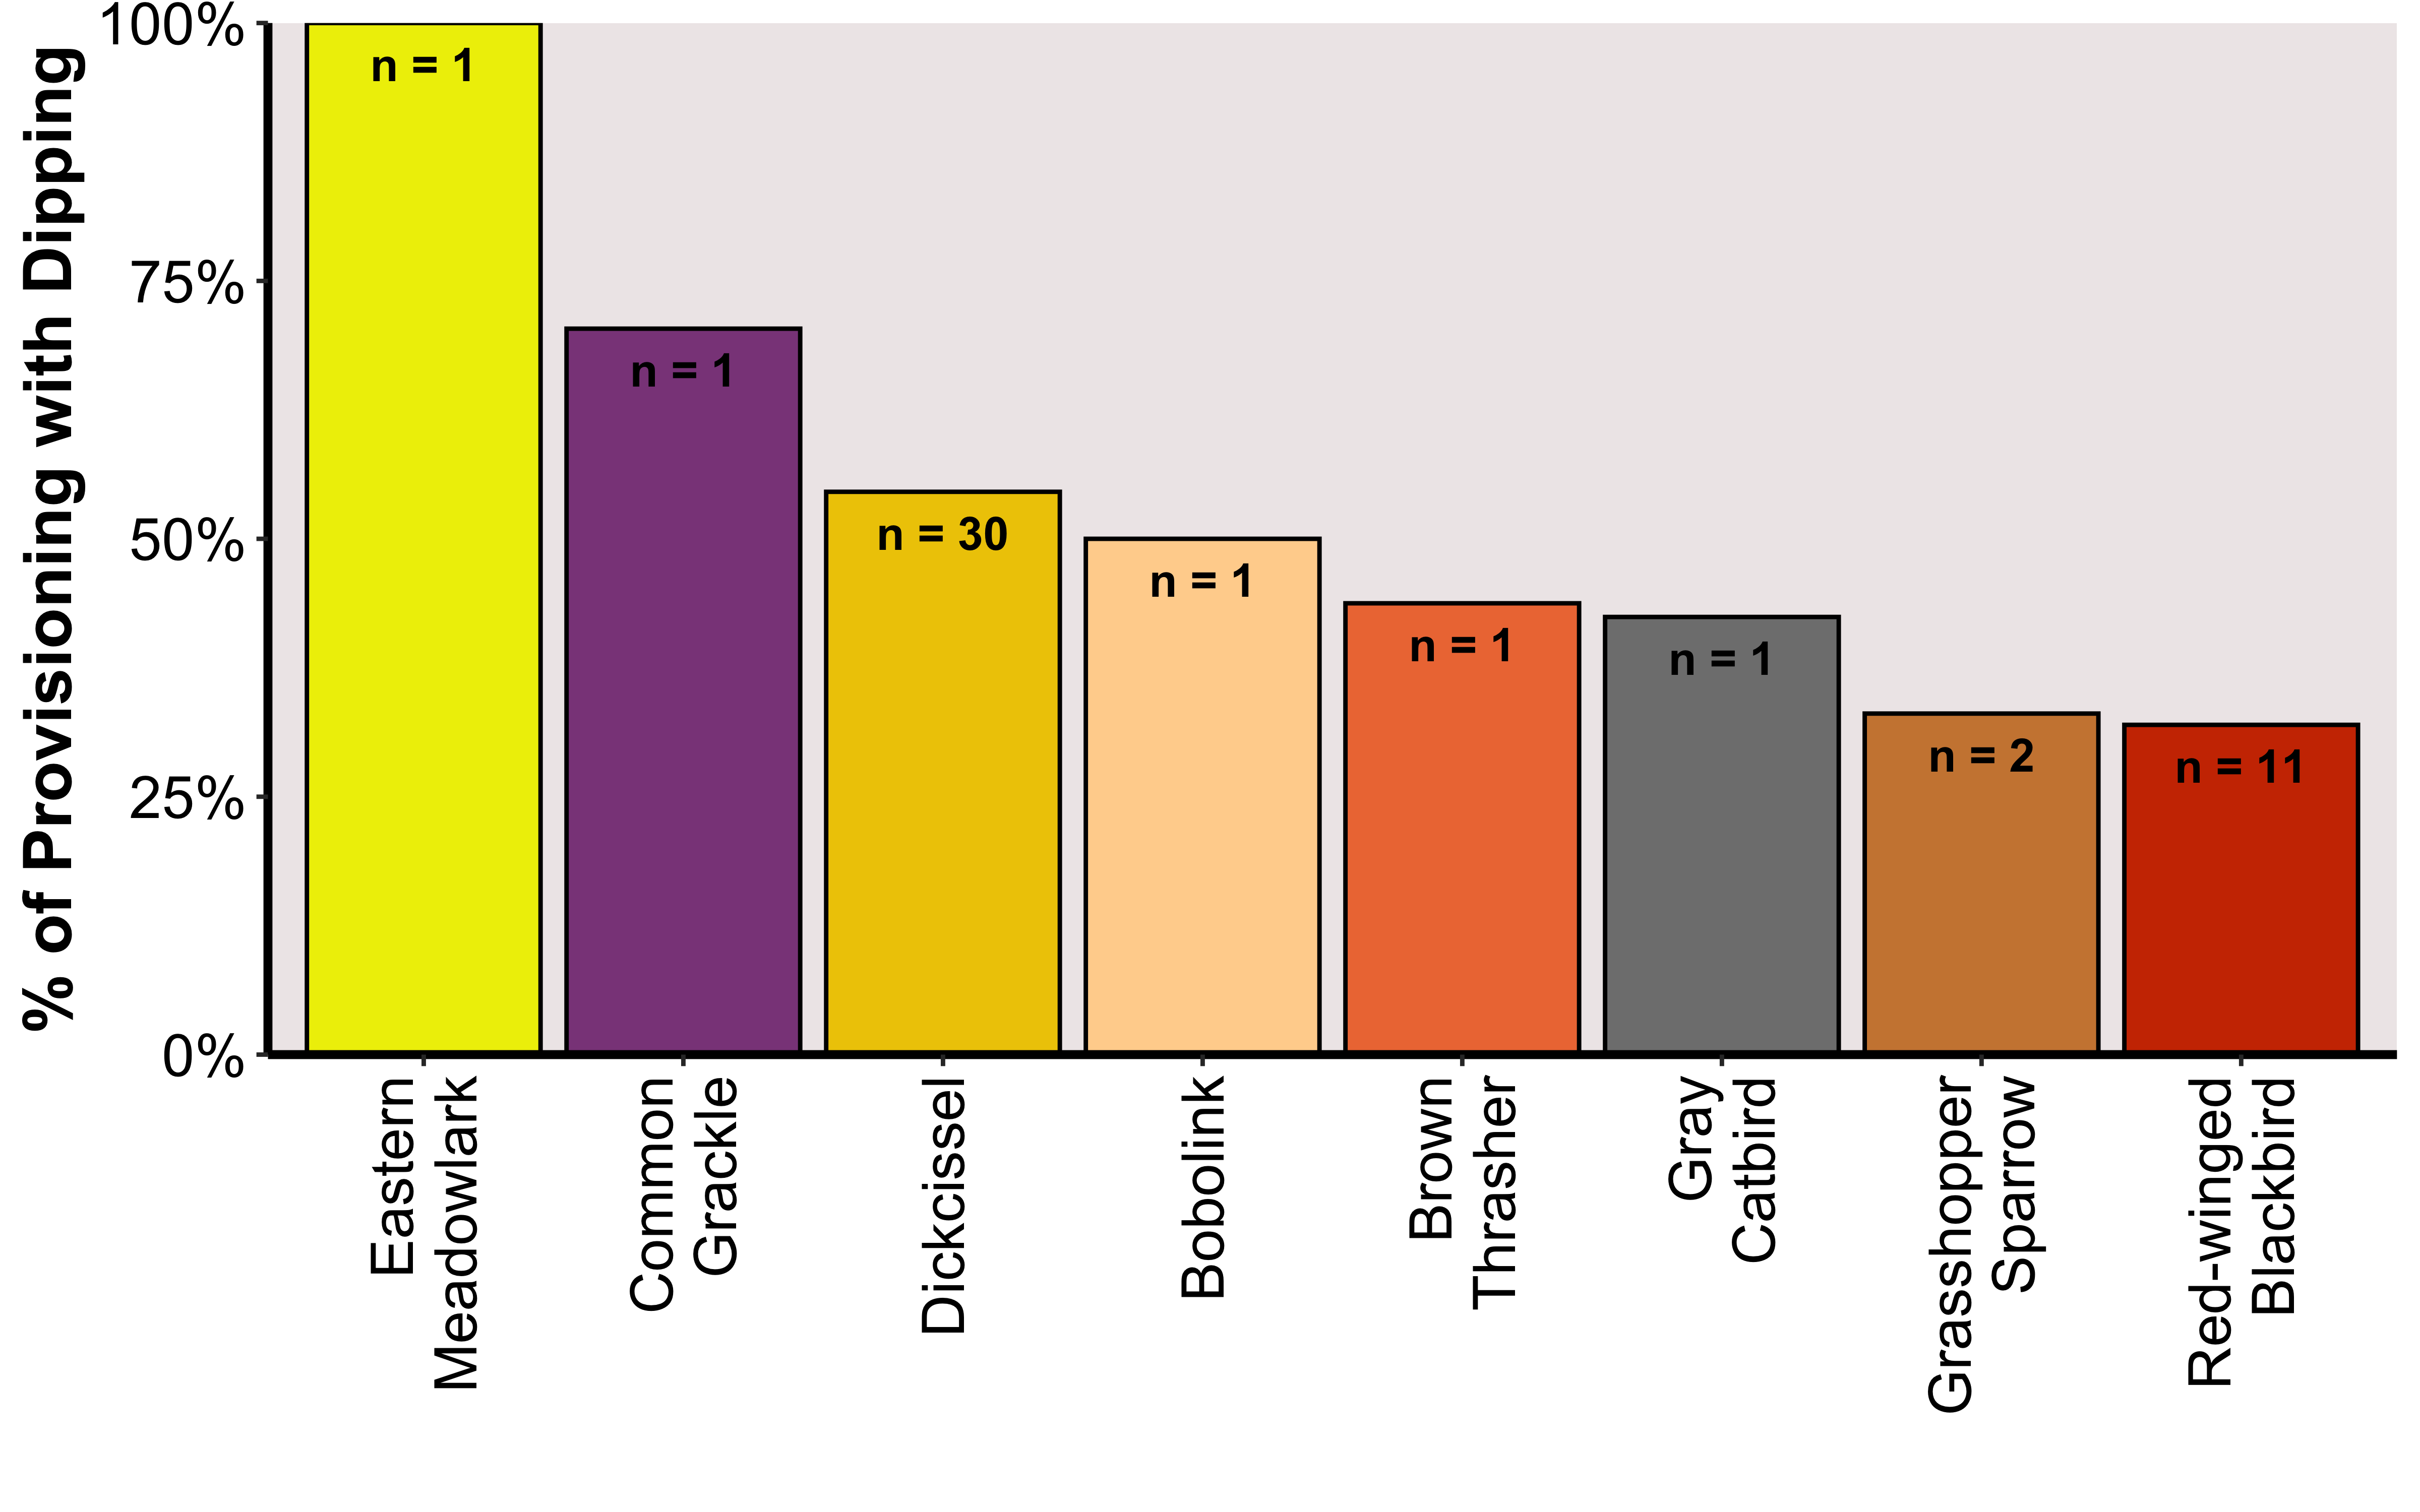 % of Provisioning with Dipping
100%
75%
50%
25%
0%
n = 1
n = 1
n = 30
n = 1
n = 1
n = 1
n = 2
n = 11
Eastern
Meadowlark
Common
Grackle
Dickcissel
Bobolink
Brown
Thrasher
Gray
Catbird
Grasshopper
Sparrow
Red-winged
Blackbird